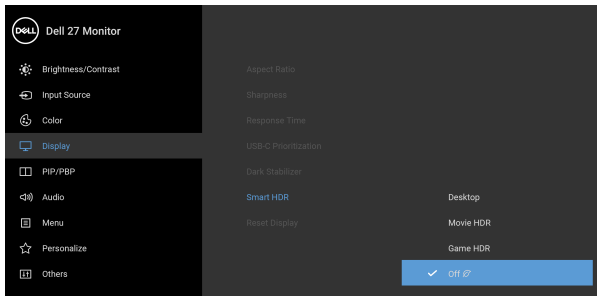 DELL
Dell 27 Monitor
Brightness/Contrast
Input Source
Color
Display
PIP/PBP
Audio
Menu
Personalize
Others
Aspect Ratio
Sharpness
Response Time
USB-C Prioritization
Dark Stabilizer
Smart HDR
Reset Display
Desktop
Movie HDR
Game HDR
Off